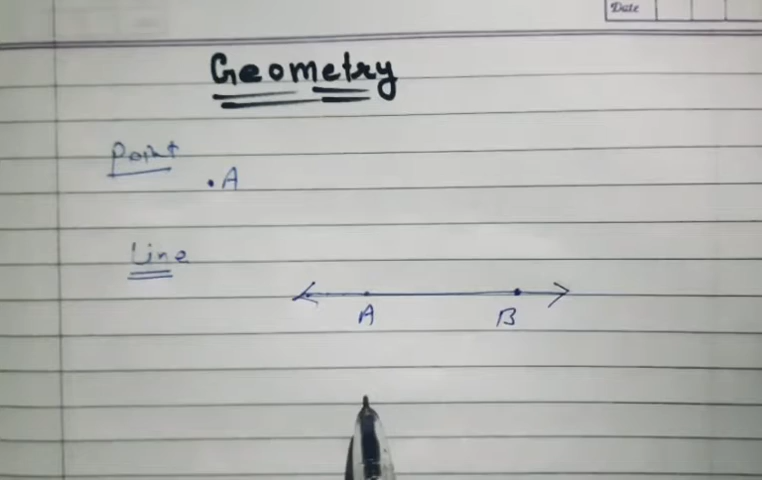 Date
Geometry
Point
.A
Line
A B